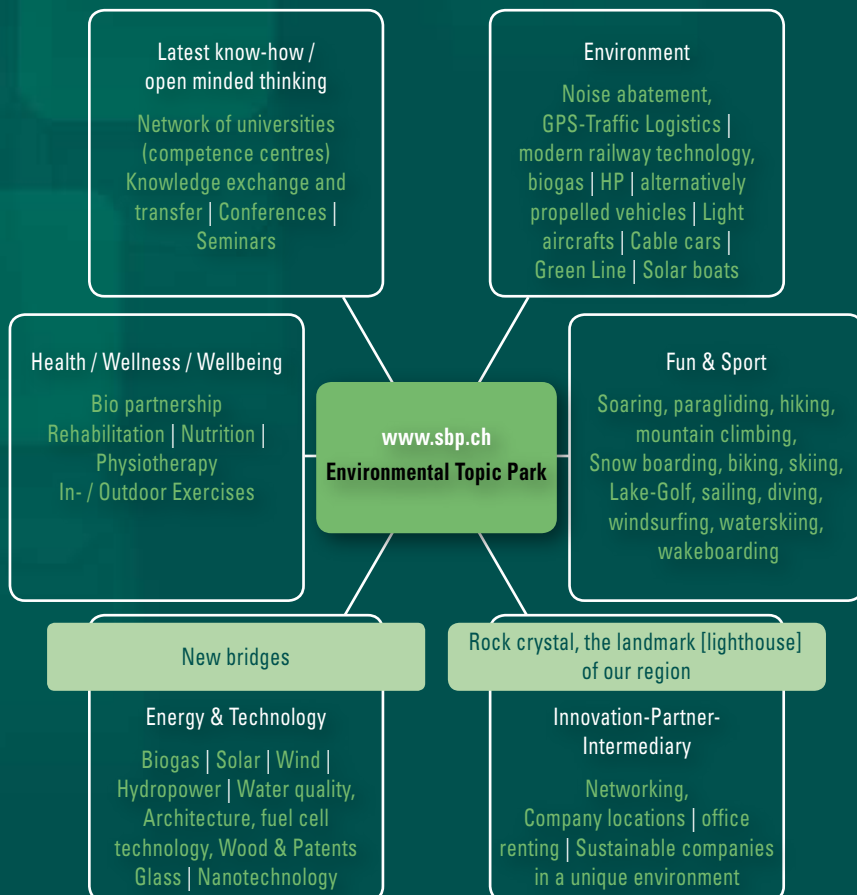 Latest know-how /
open minded thinking
Network of universities
(competence centres)
Knowledge exchange and
transfer | Conferences |
Seminars
Environment
Noise abatement,
GPS-Traffic Logistics |
modern railway technology,
biogas | HP | alternatively
propelled vehicles | Light
aircrafts | Cable cars |
Green Line | Solar boats
Health / Wellness / Wellbeing
Bio partnership
Rehabilitation | Nutrition |
Physiotherapy
In- / Outdoor Exercises
www.sbp.ch
Environmental Topic Park
Fun & Sport
Soaring, paragliding, hiking,
mountain climbing,
Snow boarding, biking, skiing,
Lake-Golf, sailing, diving,
windsurfing, waterskiing,
wakeboarding
New bridges
Energy & Technology
Biogas | Solar | Wind |
Hydropower | Water quality,
Architecture, fuel cell
technology, Wood & Patents
Glass | Nanotechnology
Rock crystal, the landmark [lighthouse]
of our region
Innovation-Partner-
Intermediary
Networking,
Company locations | office
renting | Sustainable companies
in a unique environment